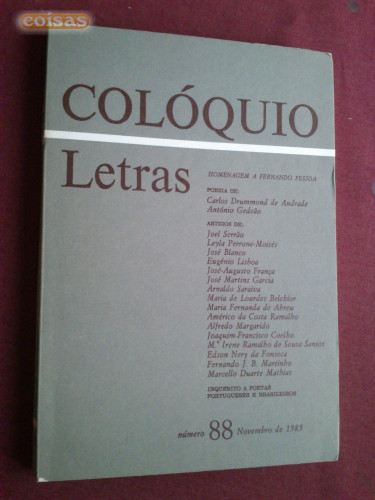 coisas
COLÓQUIO
Letras
HOMENAGEM A FERNANDO PESSOA
POESIA DE:
Carlos Drummond de Andrade
António Gedeão
ARTIGOS DE:
Joel Serrão
Leyla Perrone-Moisés
José Blanco
Eugénio Lisboa
José-Augusto França
José Martins Garcia
Arnaldo Saraiva
Maria de Lourdes Belchior
Maria Fernanda de Abreu
Américo da Costa Ramalho
Alfredo Margarido
Joaquim-Francisco Coelho
M.ª Irene Ramalho de Sousa Santos
Edson Nery da Fonseca
Fernando J. B. Martinho
Marcello Duarte Mathias
INQUÉRITO A POETAS
PORTUGUESES E BRASILEIROS
número 88 Novembro de 1985